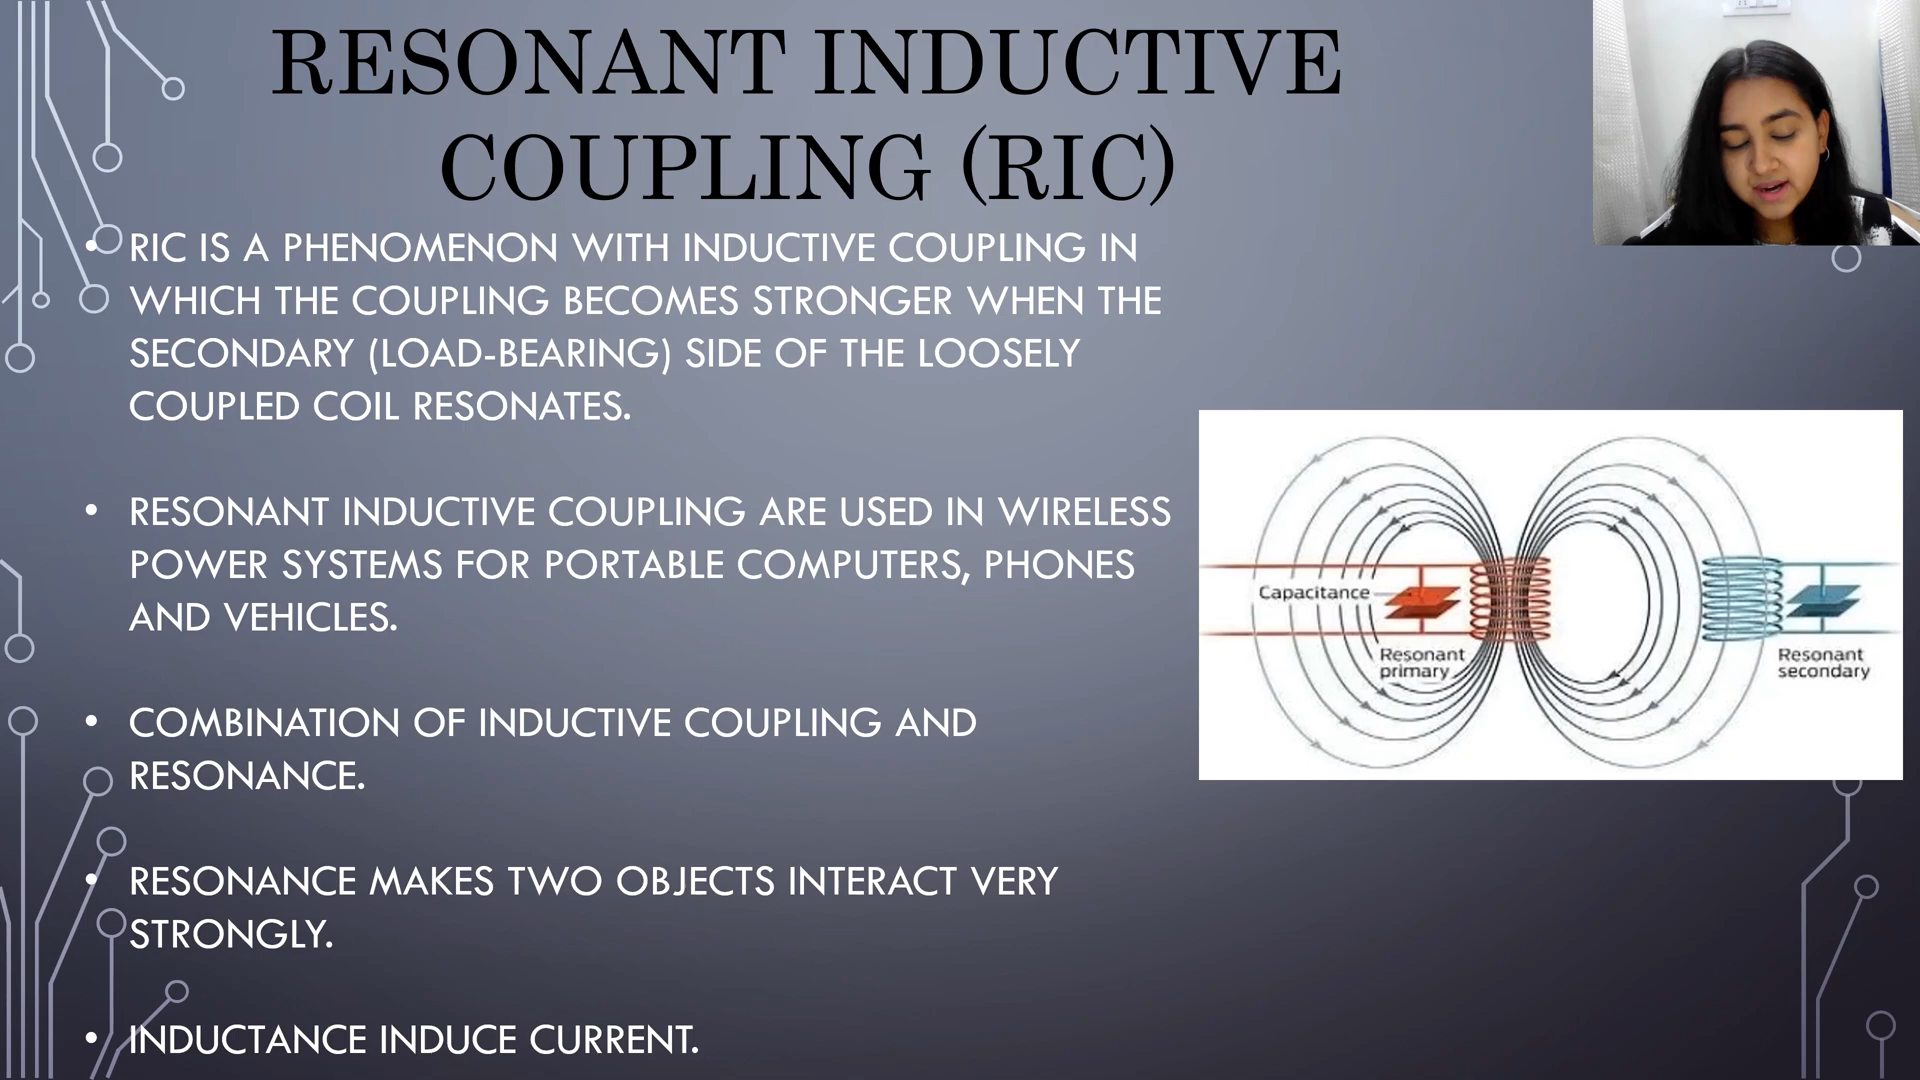 RESONANT INDUCTIVE
COUPLING (RIC)
• RIC IS A PHENOMENON WITH INDUCTIVE COUPLING IN
WHICH THE COUPLING BECOMES STRONGER WHEN THE
SECONDARY (LOAD-BEARING) SIDE OF THE LOOSELY
COUPLED COIL RESONATES.
• RESONANT INDUCTIVE COUPLING ARE USED IN WIRELESS
POWER SYSTEMS FOR PORTABLE COMPUTERS, PHONES
AND VEHICLES.
• COMBINATION OF INDUCTIVE COUPLING AND
RESONANCE.
• RESONANCE MAKES TWO OBJECTS INTERACT VERY
STRONGLY.
• INDUCTANCE INDUCE CURRENT.
Capacitance
Resonant
primary
Resonant
secondary